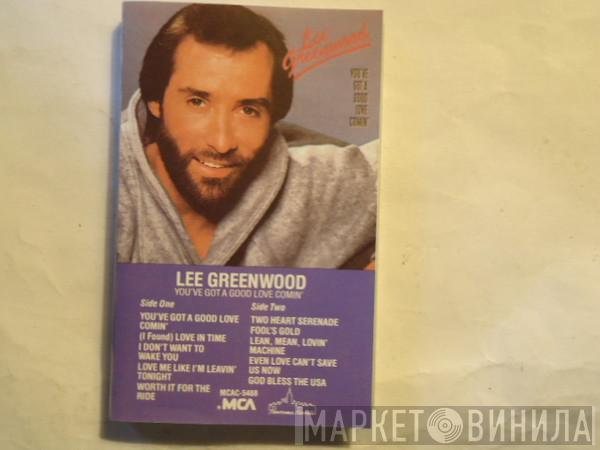 Lee
Greenwood
YOU'VE
GOT A
GOOD
LOVE
COMIN'
LEE GREENWOOD
YOU'VE GOT A GOOD LOVE COMIN'
Side One
YOU'VE GOT A GOOD LOVE
COMIN'
(I Found) LOVE IN TIME
I DON'T WANT TO
WAKE YOU
LOVE ME LIKE I'M LEAVIN'
TONIGHT
WORTH IT FOR THE
RIDE
Side Two
TWO HEART SERENADE
FOOL'S GOLD
LEAN, MEAN, LOVIN'
MACHINE
EVEN LOVE CAN'T SAVE
US NOW
GOD BLESS THE USA
MCAC-5488
MCA
МАРКЕТ ВИНИЛА